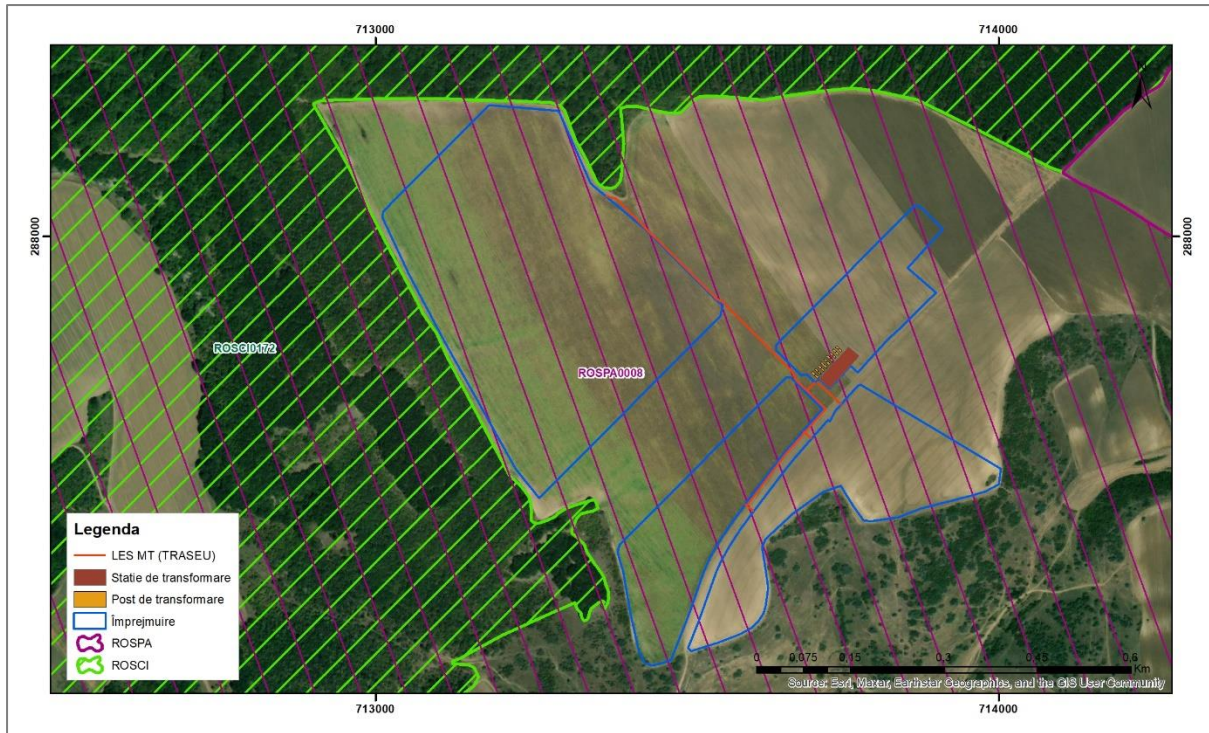 713000
714000
288000
288000
ROSCI0172
ROSPA0008
Legenda
LES MT (TRASEU)
Statie de transformare
Post de transformare
Împrejmuire
ROSPA
ROSCI
0 0.075 0.15 0.3 0.45 0.6
Km
Source: Esri, Maxar, Earthstar Geographics, and the GIS User Community
713000
714000